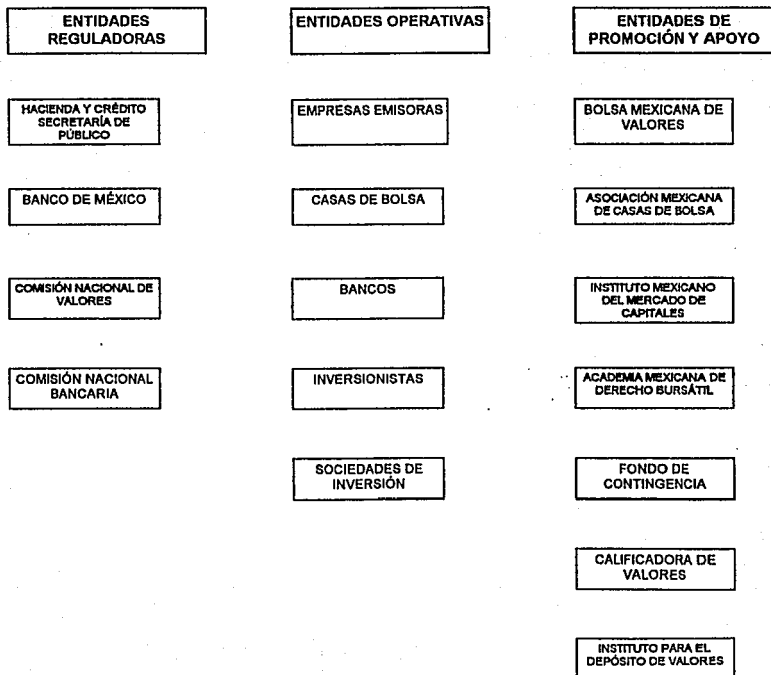 ENTIDADES
REGULADORAS
HACIENDA Y CRÉDITO
SECRETARÍA DE
PÚBLICO
BANCO DE MÉXICO
COMISIÓN NACIONAL DE
VALORES
COMISIÓN NACIONAL
BANCARIA
ENTIDADES OPERATIVAS
EMPRESAS EMISORAS
CASAS DE BOLSA
BANCOS
INVERSIONISTAS
SOCIEDADES DE
INVERSIÓN
ENTIDADES DE
PROMOCIÓN Y APOYO
BOLSA MEXICANA DE
VALORES
ASOCIACIÓN MEXICANA
DE CASAS DE BOLSA
INSTITUTO MEXICANO
DEL MERCADO DE
CAPITALES
ACADEMIA MEXICANA DE
DERECHO BURSÁTIL
FONDO DE
CONTINGENCIA
CALIFICADORA DE
VALORES
INSTITUTO PARA EL
DEPÓSITO DE VALORES